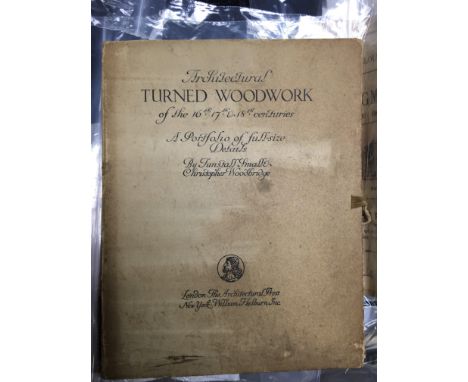 Architectural
TURNED WOODWORK
of the 16th 17th & 18th centuries
A Portfolio of full-size
Details
By Tunstall Small &
Christopher Woodbridge
London The Architectural Press
New York William Helburn Inc.